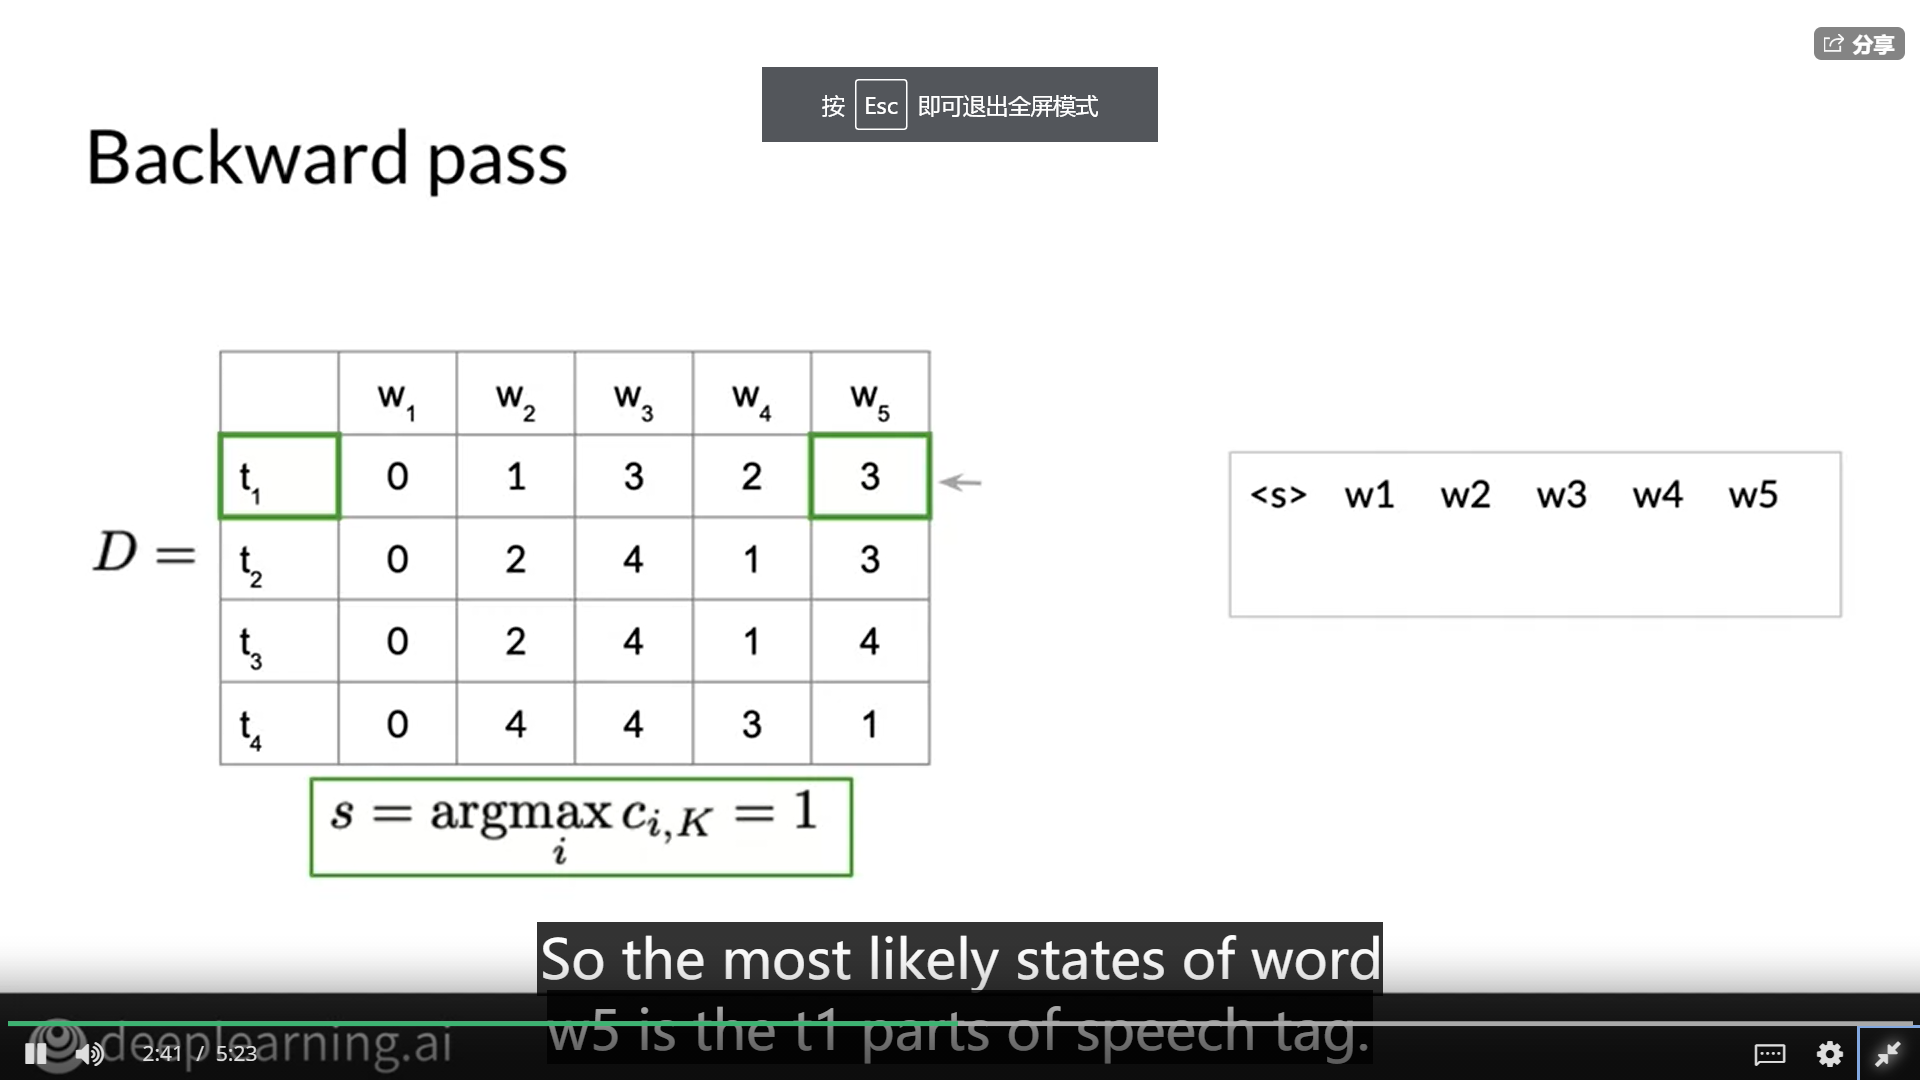 分享
按 Esc 即可退出全屏模式
Backward pass
w1 w2 w3 w4 w5
t1 0 1 3 2 3
D = t2 0 2 4 1 3
t3 0 2 4 1 4
t4 0 4 4 3 1
s = argmax c_{i,K} = 1
i
<s> w1 w2 w3 w4 w5
So the most likely states of word
w5 is the t1 parts of speech tag.
deeplearning.ai
2:41 / 5:23